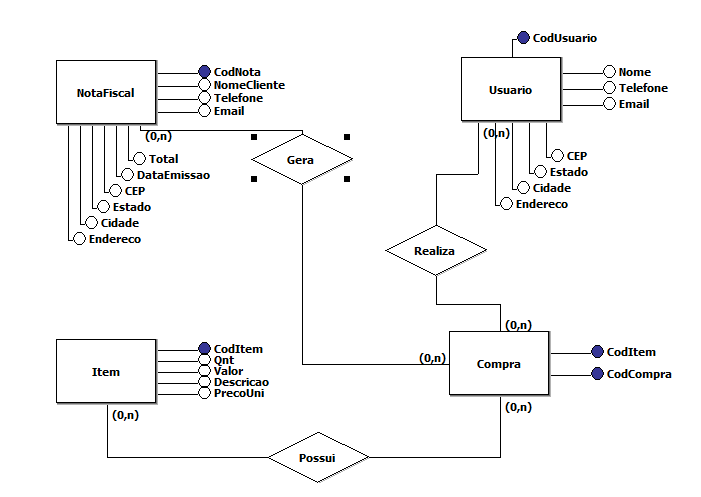 CodUsuario
NotaFiscal
CodNota
NomeCliente
Telefone
Email
(0,n)
Total
DataEmissao
CEP
Estado
Cidade
Endereco
Gera
Usuario
Nome
Telefone
Email
(0,n)
CEP
Estado
Cidade
Endereco
Realiza
(0,n)
(0,n)
Compra
CodItem
CodCompra
(0,n)
Item
CodItem
Qnt
Valor
Descricao
PrecoUni
(0,n)
Possui